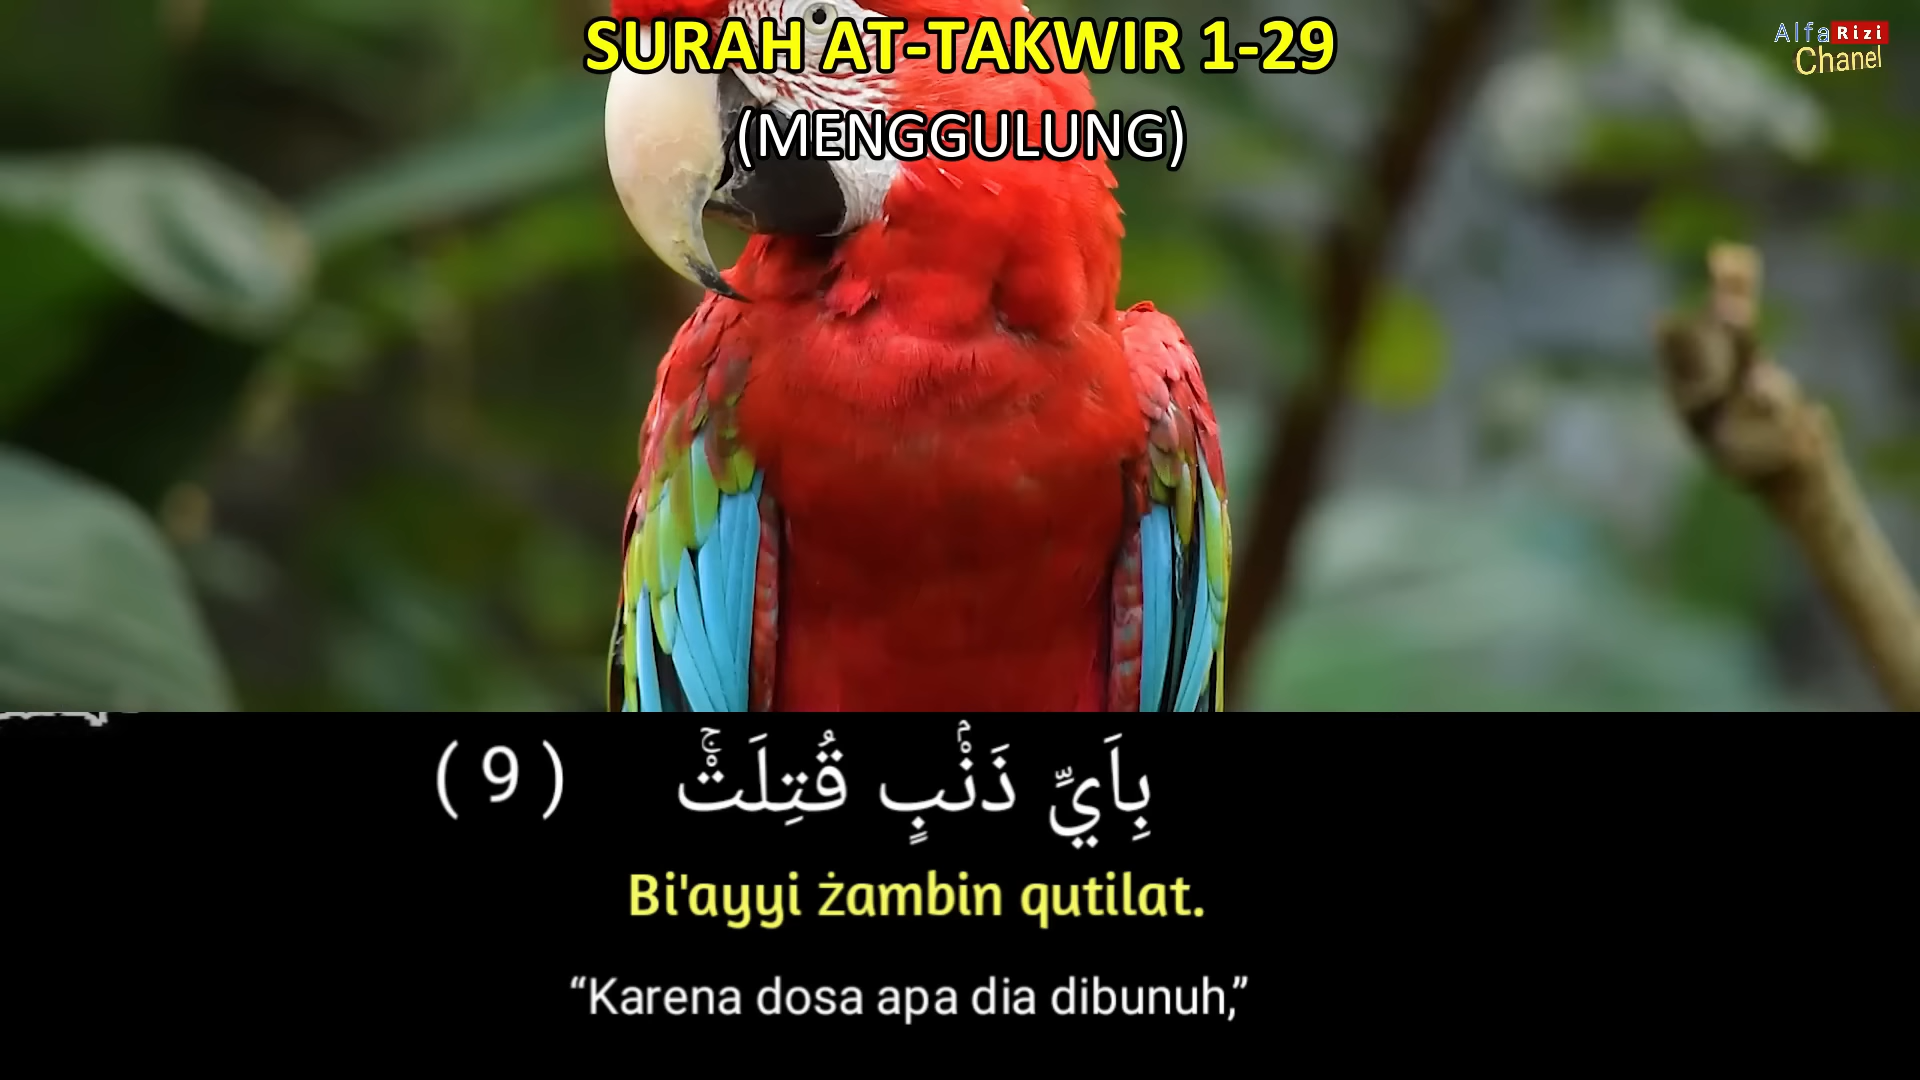 SURAH AT-TAKWIR 1-29
(MENGGULUNG)
Alfa Rizi
Chanel
بِاَيِّ ذَنْۢبٍ قُتِلَتْۚ (9)
Bi'ayyi żambin qutilat.
“Karena dosa apa dia dibunuh,”